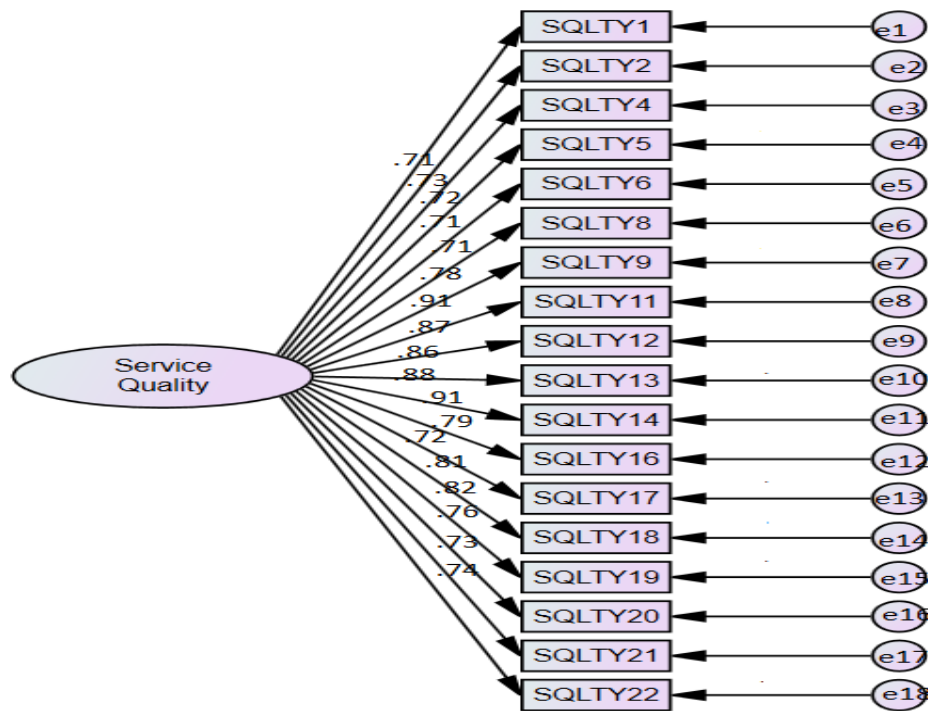 SQLTY1
e1
SQLTY2
e2
SQLTY4
e3
SQLTY5
e4
SQLTY6
e5
SQLTY8
e6
SQLTY9
e7
SQLTY11
e8
SQLTY12
e9
SQLTY13
e10
SQLTY14
e11
SQLTY16
e12
SQLTY17
e13
SQLTY18
e14
SQLTY19
e15
SQLTY20
e16
SQLTY21
e17
SQLTY22
e18
.71
.73
.72
.71
.71
.78
.91
.87
.86
.88
.91
.79
.72
.81
.82
.76
.73
.74
Service
Quality